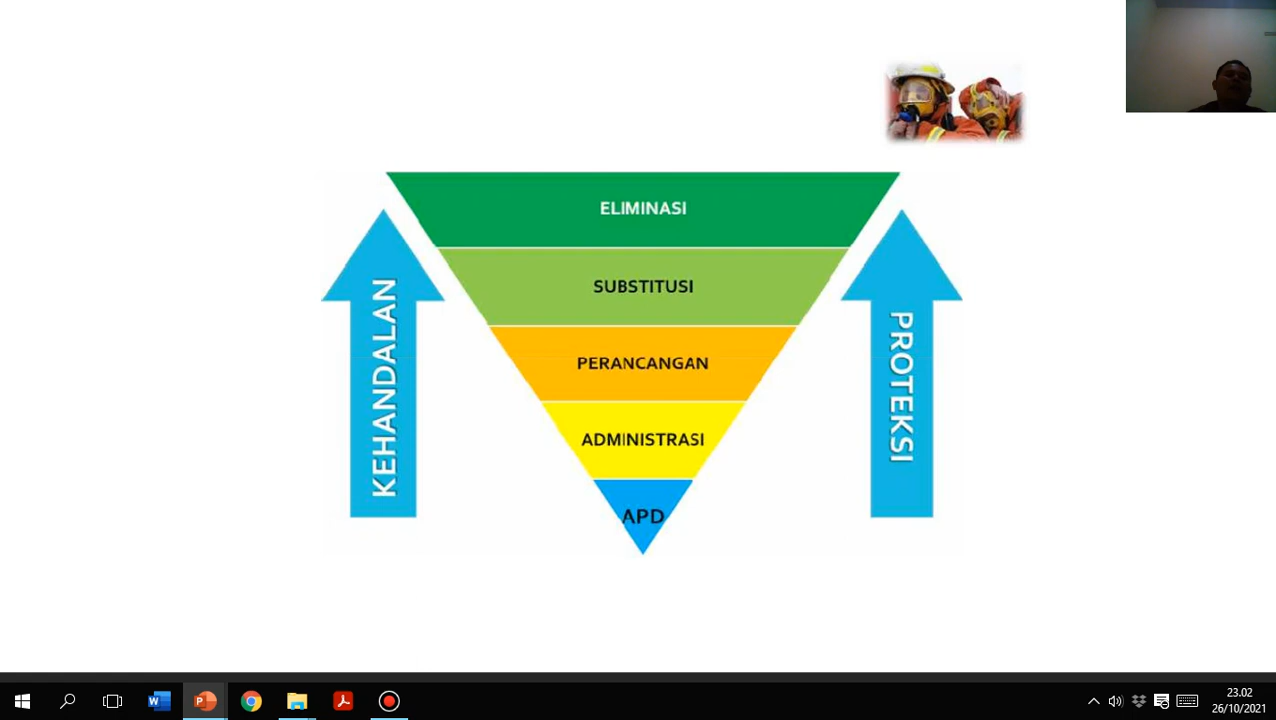 ELIMINASI
SUBSTITUSI
PERANCANGAN
ADMINISTRASI
APD
KEHANDALAN
PROTEKSI
23.02
26/10/2021